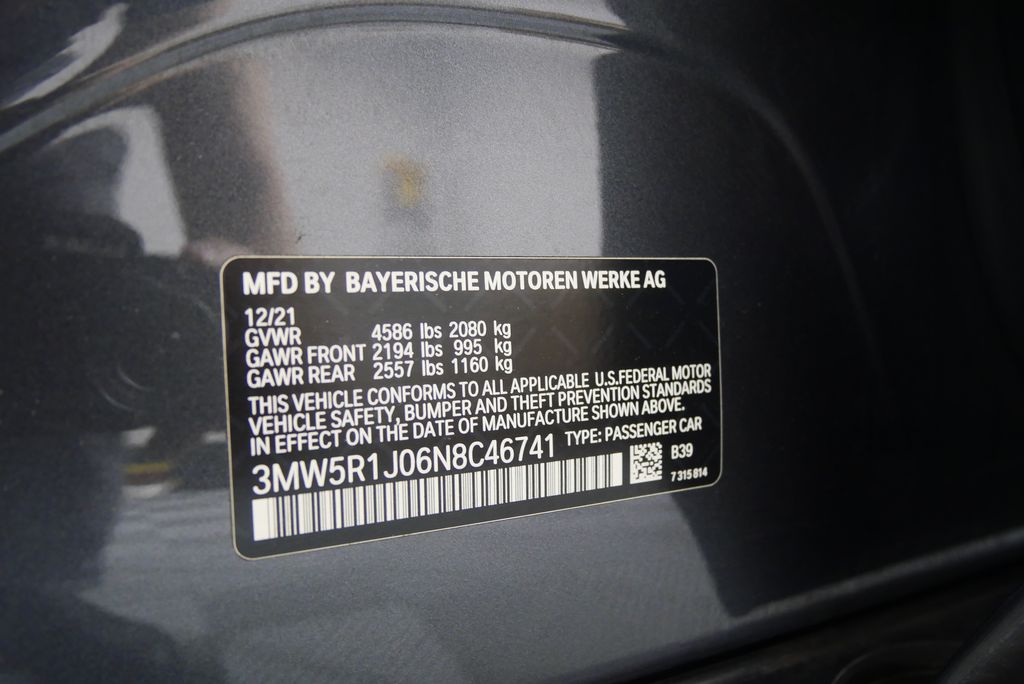 MFD BY BAYERISCHE MOTOREN WERKE AG
12/21
GVWR 4586 lbs 2080 kg
GAWR FRONT 2194 lbs 995 kg
GAWR REAR 2557 lbs 1160 kg
THIS VEHICLE CONFORMS TO ALL APPLICABLE U.S.FEDERAL MOTOR
VEHICLE SAFETY, BUMPER AND THEFT PREVENTION STANDARDS
IN EFFECT ON THE DATE OF MANUFACTURE SHOWN ABOVE.
TYPE: PASSENGER CAR
3MW5R1J06N8C46741
B39
7 315 814